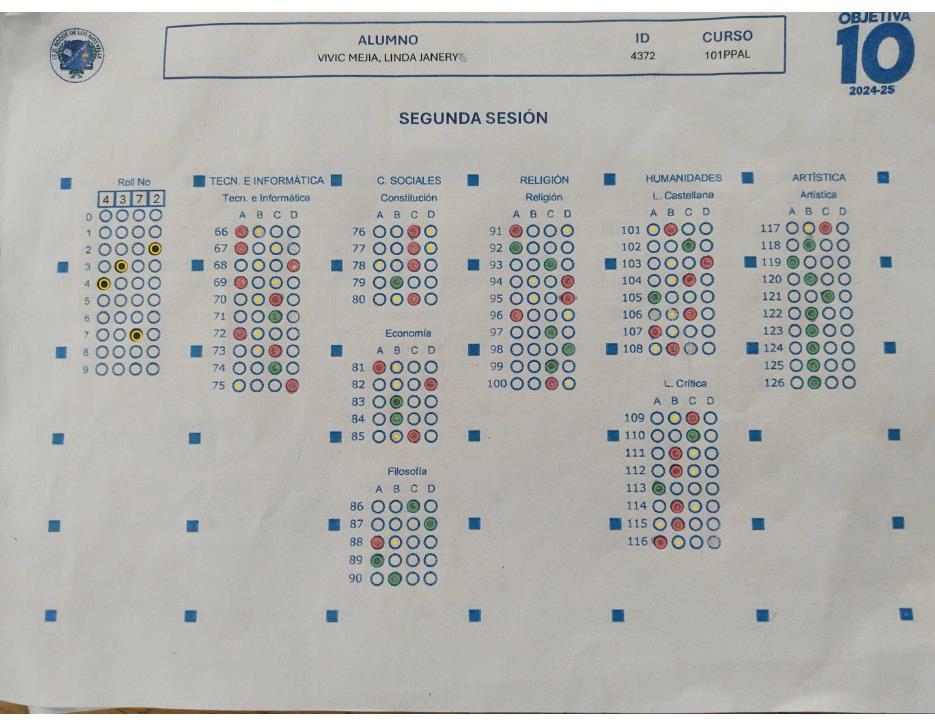 ALUMNO ID CURSO
VIVIC MEJIA, LINDA JANERYS 4372 101PPAL
OBJETIVA
10
2024-25
SEGUNDA SESIÓN
Roll No
4 3 7 2
0
1
2
3
4
5
6
7
8
9
TECN. E INFORMÁTICA
Tecn. e Informática
A B C D
66
67
68
69
70
71
72
73
74
75
C. SOCIALES
Constitución
A B C D
76
77
78
79
80
Economía
A B C D
81
82
83
84
85
Filosofía
A B C D
86
87
88
89
90
RELIGIÓN
Religión
A B C D
91
92
93
94
95
96
97
98
99
100
HUMANIDADES
L. Castellana
A B C D
101
102
103
104
105
106
107
108
L. Crítica
A B C D
109
110
111
112
113
114
115
116
ARTÍSTICA
Artística
A B C D
117
118
119
120
121
122
123
124
125
126